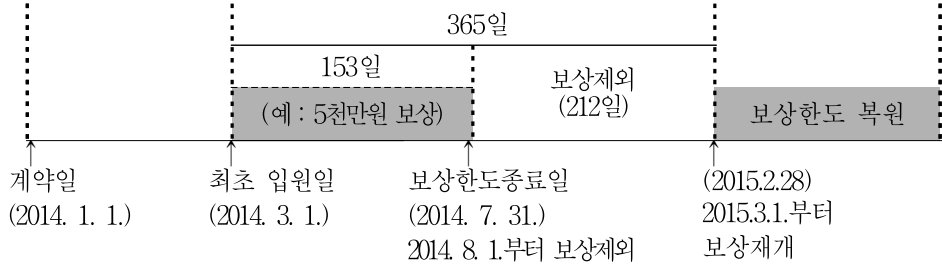 365일
153일
보상제외
(212일)
(예 : 5천만원 보상)
보상한도 복원
계약일
(2014. 1. 1.)
최초 입원일
(2014. 3. 1.)
보상한도종료일
(2014. 7. 31.)
2014. 8. 1.부터 보상제외
(2015.2.28)
2015.3.1.부터
보상재개